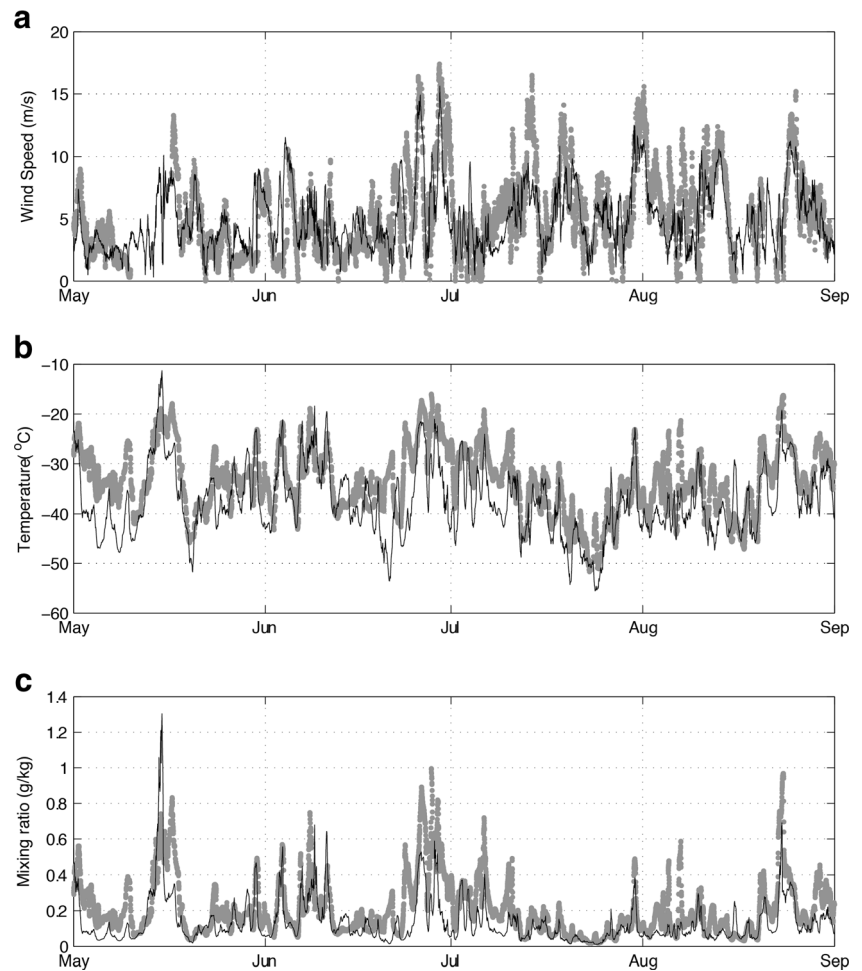 a
20
15
10
5
0
Wind Speed (m/s)
May Jun Jul Aug Sep
b
−10
−20
−30
−40
−50
−60
Temperature( °C)
May Jun Jul Aug Sep
c
1.4
1.2
1
0.8
0.6
0.4
0.2
0
Mixing ratio (g/kg)
May Jun Jul Aug Sep